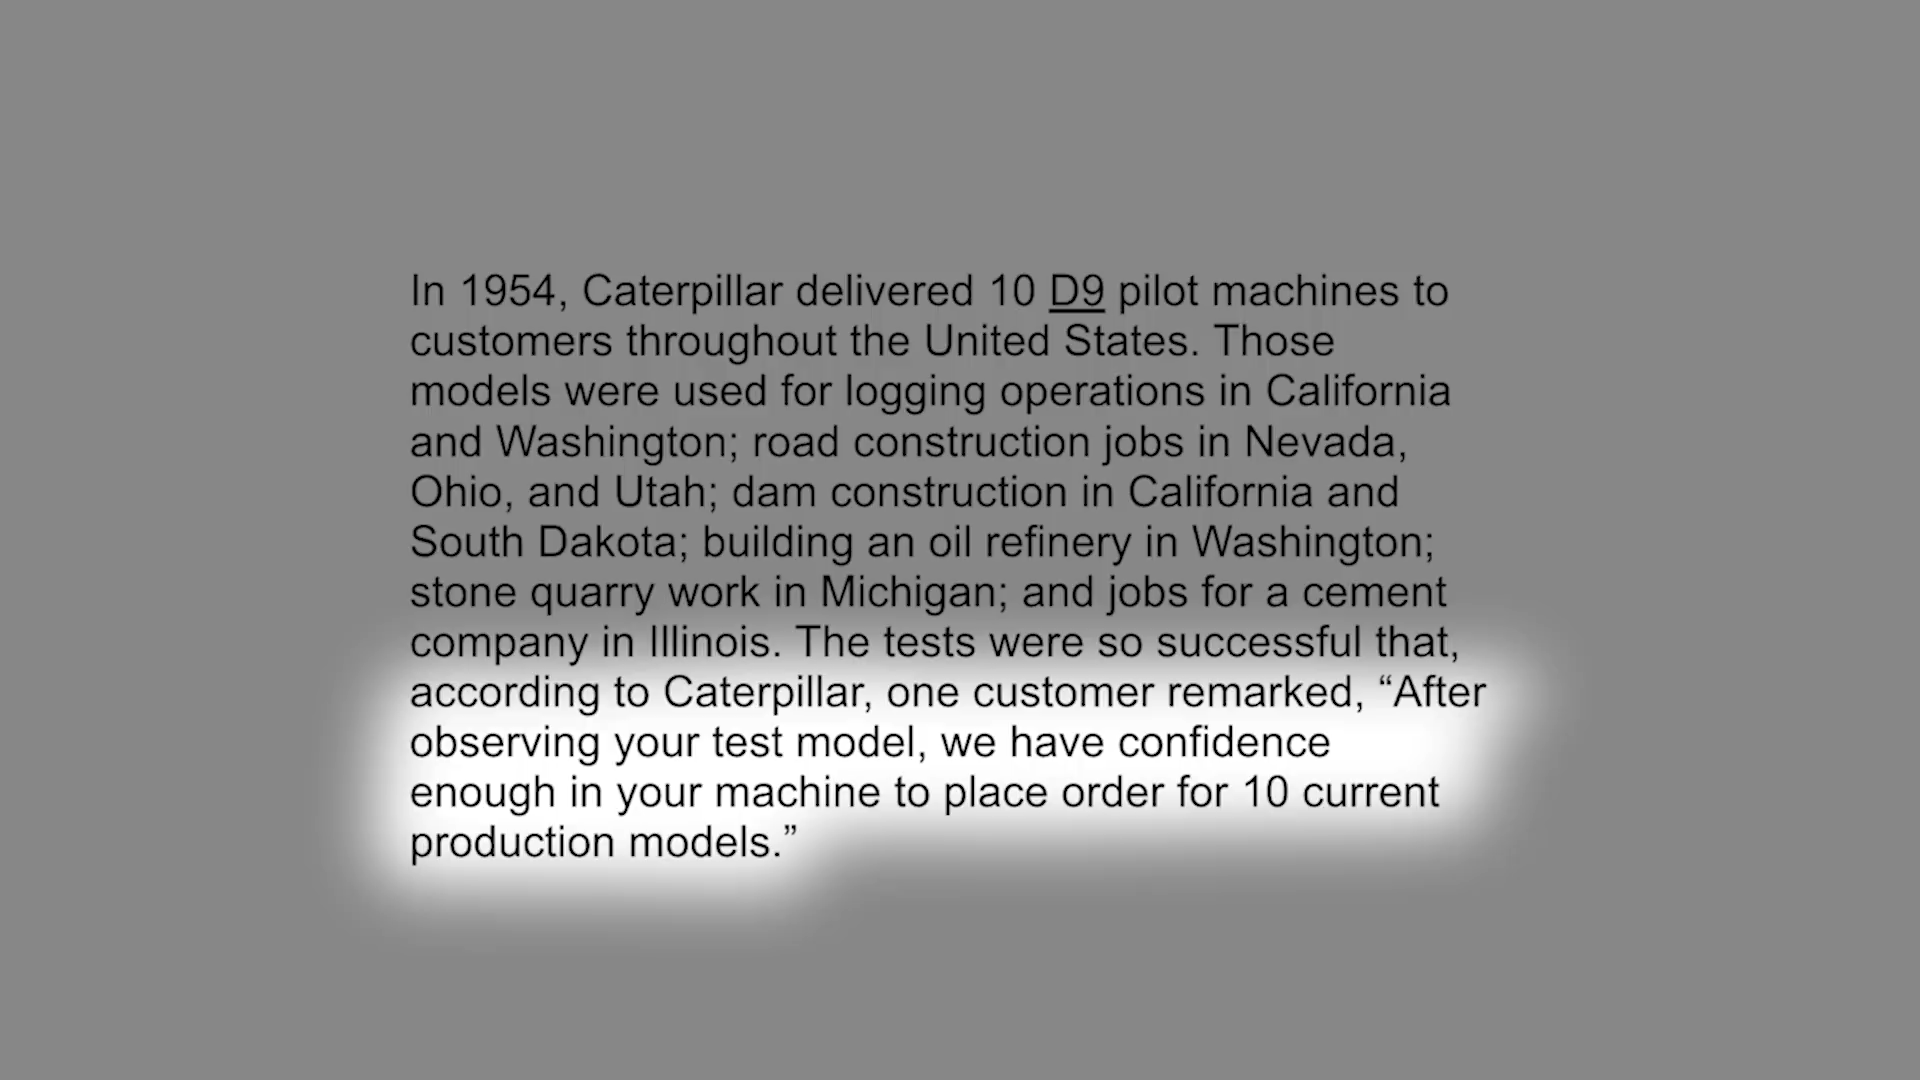 In 1954, Caterpillar delivered 10 D9 pilot machines to
customers throughout the United States. Those
models were used for logging operations in California
and Washington; road construction jobs in Nevada,
Ohio, and Utah; dam construction in California and
South Dakota; building an oil refinery in Washington;
stone quarry work in Michigan; and jobs for a cement
company in Illinois. The tests were so successful that,
according to Caterpillar, one customer remarked, “After
observing your test model, we have confidence
enough in your machine to place order for 10 current
production models.”